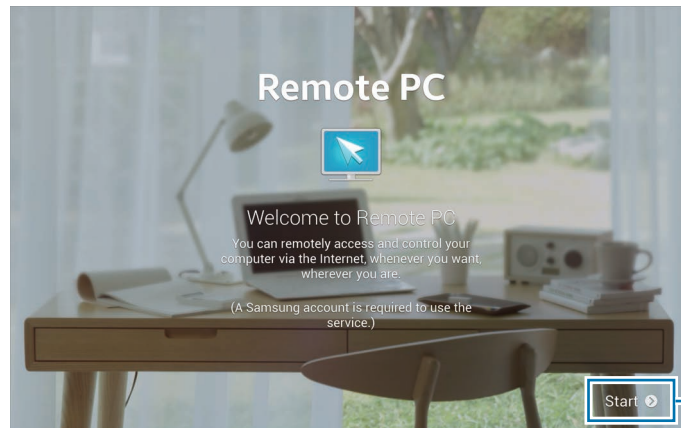 Remote PC
Welcome to Remote PC
You can remotely access and control your
computer via the Internet, whenever you want,
wherever you are.
(A Samsung account is required to use the
service.)
Start